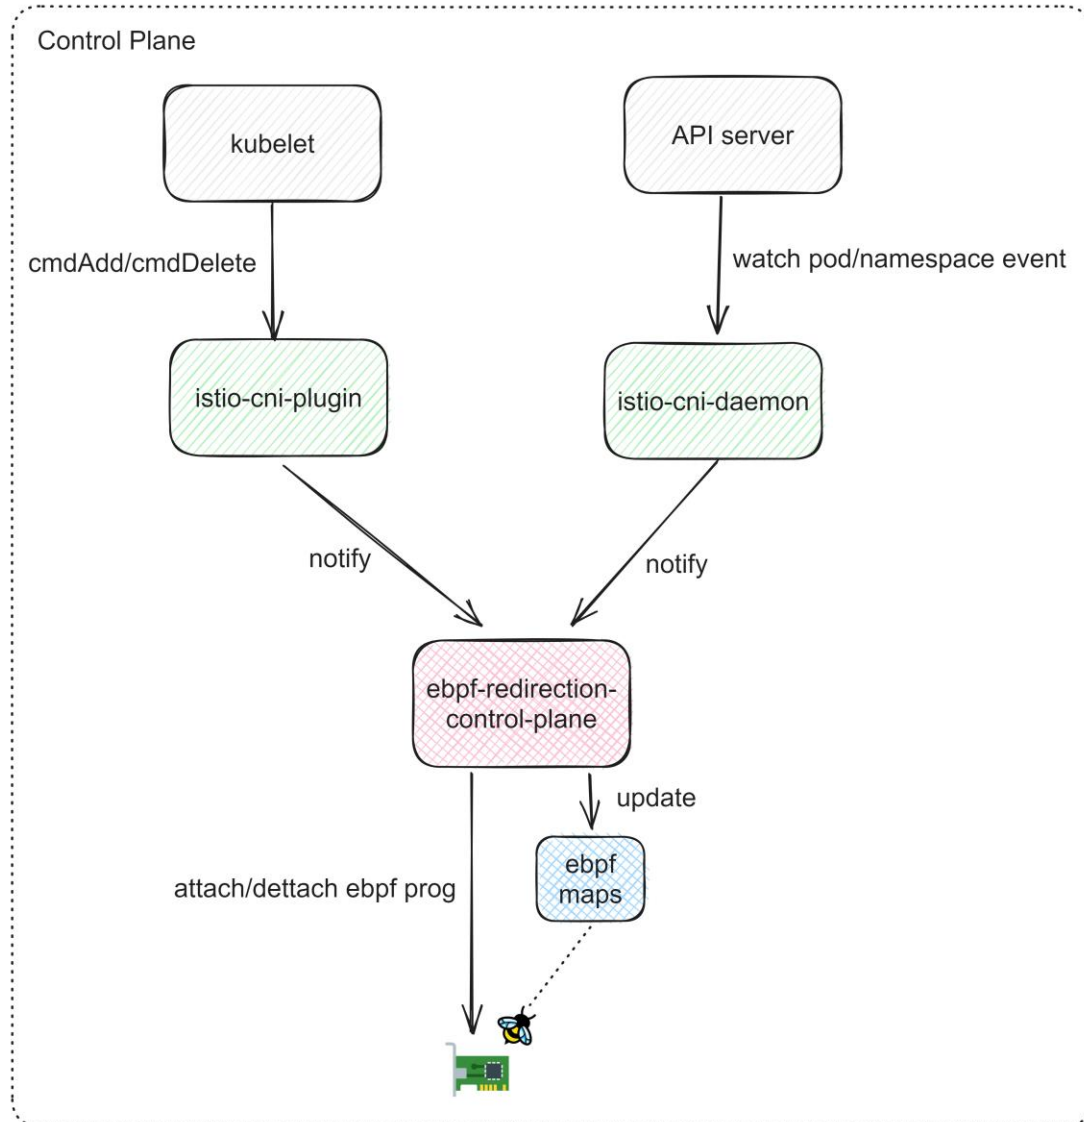 Control Plane
kubelet
API server
cmdAdd/cmdDelete
watch pod/namespace event
istio-cni-plugin
istio-cni-daemon
notify
notify
ebpf-redirection-
control-plane
update
ebpf
maps
attach/dettach ebpf prog